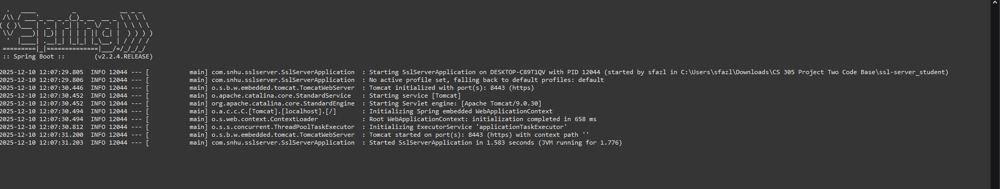 .   ____          _            __ _ _
 /\\ / ___'_ __ _ _(_)_ __  __ _ \ \ \ \
( ( )\___ | '_ | '_| | '_ \/ _` | \ \ \ \
 \\/  ___)| |_)| | | | | || (_| |  ) ) ) )
  '  |____| .__|_| |_|_| |_\__, | / / / /
 =========|_|==============|___/=/_/_/_/
 :: Spring Boot ::        (v2.2.4.RELEASE)
2025-12-10 12:07:29.805  INFO 12044 --- [           main] com.snhu.sslserver.SslServerApplication  : Starting SslServerApplication on DESKTOP-C89T1QV with PID 12044 (started by sfazl in C:\Users\sfazl\Downloads\CS 305 Project Two Code Base\ssl-server_student)
2025-12-10 12:07:29.806  INFO 12044 --- [           main] com.snhu.sslserver.SslServerApplication  : No active profile set, falling back to default profiles: default
2025-12-10 12:07:30.446  INFO 12044 --- [           main] o.s.b.w.embedded.tomcat.TomcatWebServer  : Tomcat initialized with port(s): 8443 (https)
2025-12-10 12:07:30.452  INFO 12044 --- [           main] o.apache.catalina.core.StandardService   : Starting service [Tomcat]
2025-12-10 12:07:30.452  INFO 12044 --- [           main] org.apache.catalina.core.StandardEngine  : Starting Servlet engine: [Apache Tomcat/9.0.30]
2025-12-10 12:07:30.494  INFO 12044 --- [           main] o.a.c.c.C.[Tomcat].[localhost].[/]       : Initializing Spring embedded WebApplicationContext
2025-12-10 12:07:30.494  INFO 12044 --- [           main] o.s.web.context.ContextLoader            : Root WebApplicationContext: initialization completed in 658 ms
2025-12-10 12:07:30.812  INFO 12044 --- [           main] o.s.s.concurrent.ThreadPoolTaskExecutor  : Initializing ExecutorService 'applicationTaskExecutor'
2025-12-10 12:07:31.200  INFO 12044 --- [           main] o.s.b.w.embedded.tomcat.TomcatWebServer  : Tomcat started on port(s): 8443 (https) with context path ''
2025-12-10 12:07:31.203  INFO 12044 --- [           main] com.snhu.sslserver.SslServerApplication  : Started SslServerApplication in 1.583 seconds (JVM running for 1.776)